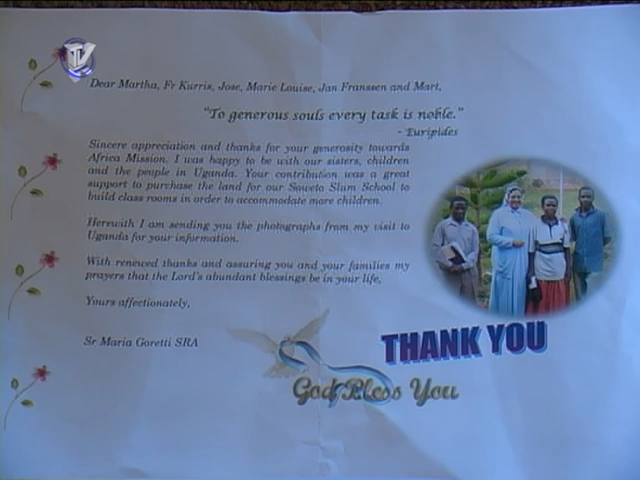 TV
Dear Martha, Fr Kurris, Jose, Marie Louise, Jan Franssen and Mart,
"To generous souls every task is noble."
- Euripides
Sincere appreciation and thanks for your generosity towards
Africa Mission. I was happy to be with our sisters, children
and the people in Uganda. Your contribution was a great
support to purchase the land for our Soweto Slum School to
build class rooms in order to accommodate more children.
Herewith I am sending you the photographs from my visit to
Uganda for your information.
With renewed thanks and assuring you and your families my
prayers that the Lord's abundant blessings be in your life,
Yours affectionately,
Sr Maria Goretti SRA
THANK YOU
God Bless You